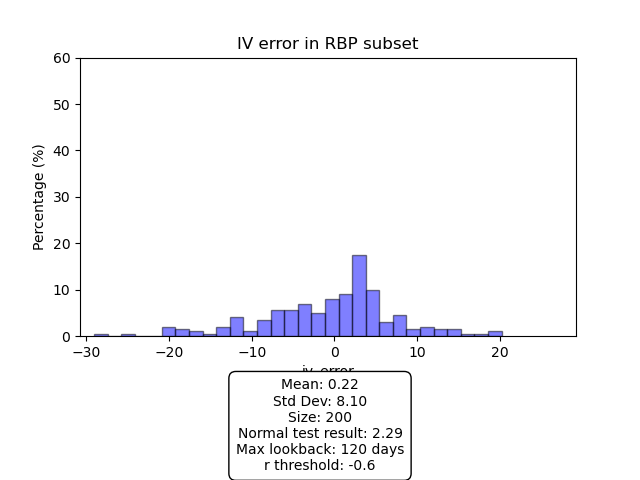 IV error in RBP subset
Percentage (%)
60
50
40
30
20
10
0
−30 −20 −10 0 10 20
iv_error
Mean: 0.22
Std Dev: 8.10
Size: 200
Normal test result: 2.29
Max lookback: 120 days
r threshold: -0.6